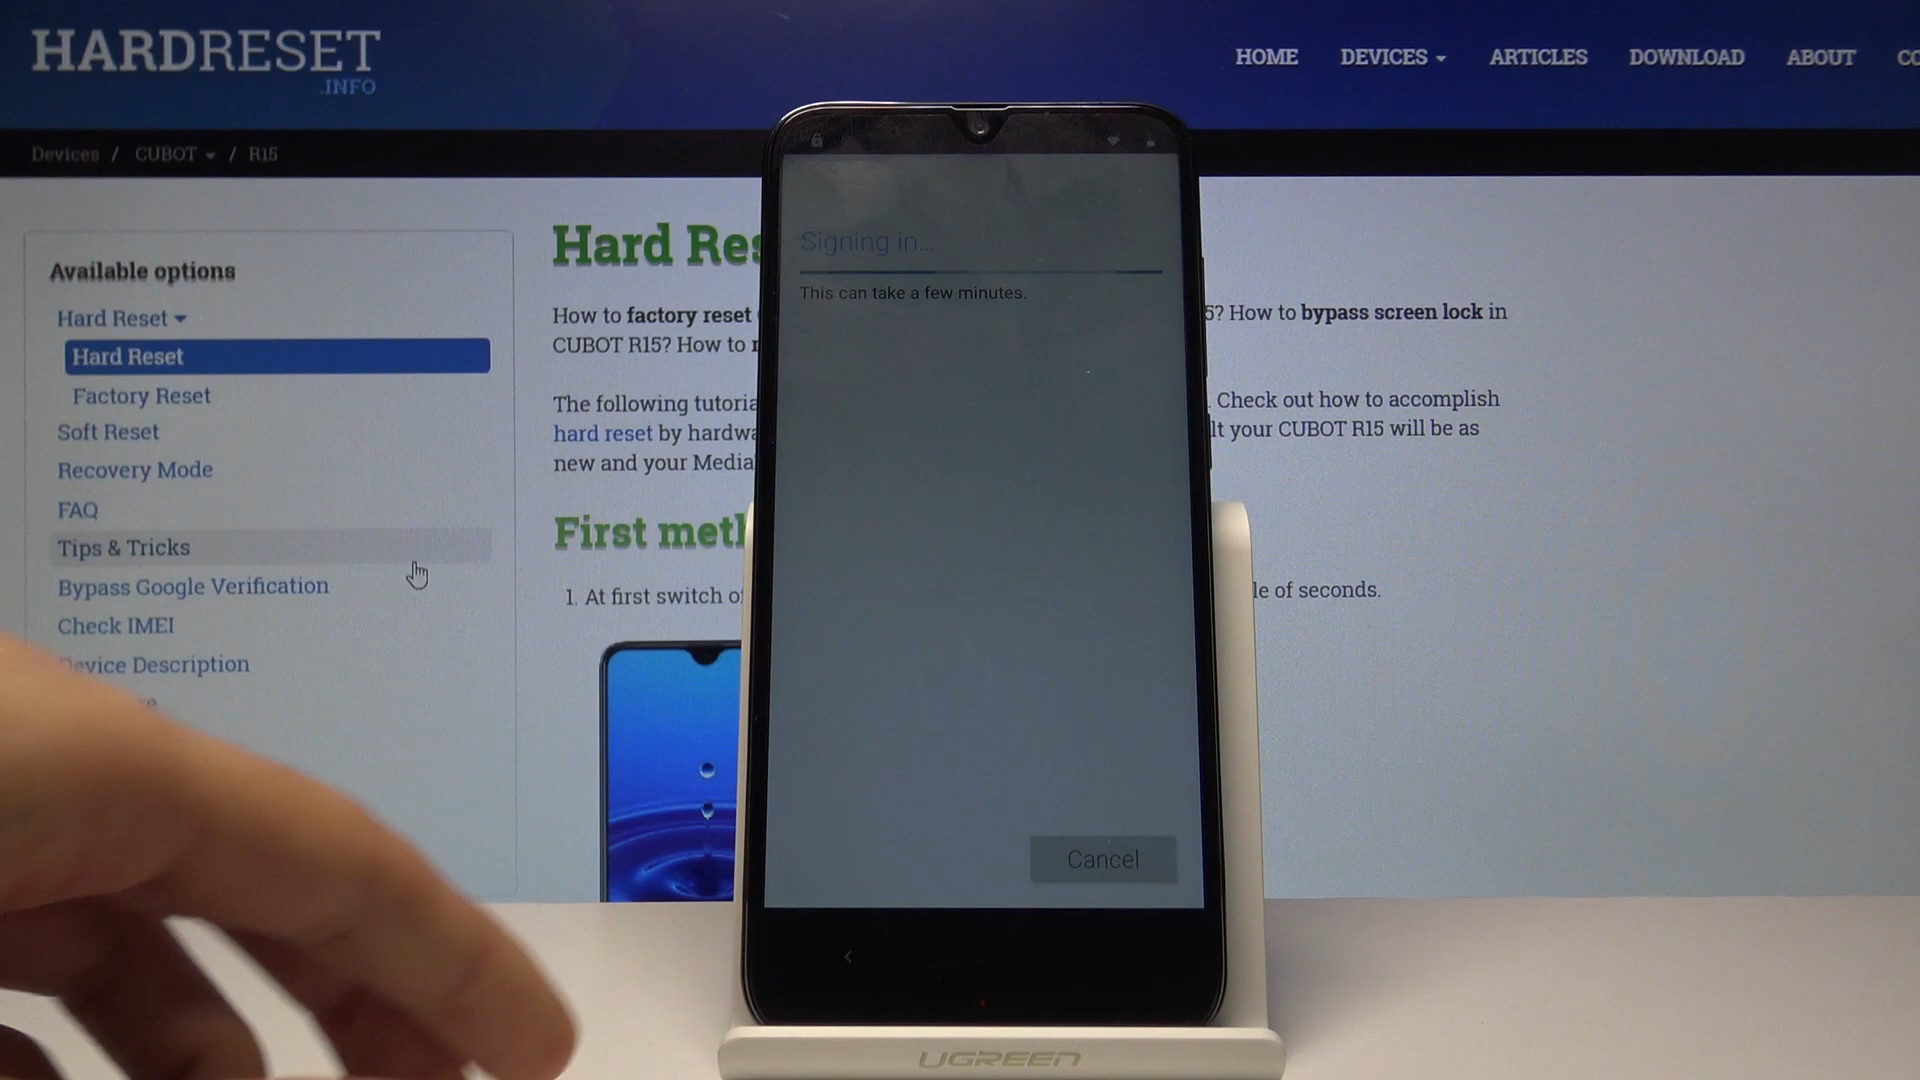 HARDRESET
.INFO
HOME DEVICES ARTICLES DOWNLOAD ABOUT
Devices / CUBOT / R15
Available options
Hard Reset
Hard Reset
Factory Reset
Soft Reset
Recovery Mode
FAQ
Tips & Tricks
Bypass Google Verification
Check IMEI
Device Description
Hard Res
How to factory reset
5? How to bypass screen lock in
CUBOT R15? How to r
The following tutoria
. Check out how to accomplish
hard reset by hardwa
lt your CUBOT R15 will be as
new and your Media
First meth
1. At first switch o
le of seconds.
Signing in...
This can take a few minutes.
Cancel
UGREEN